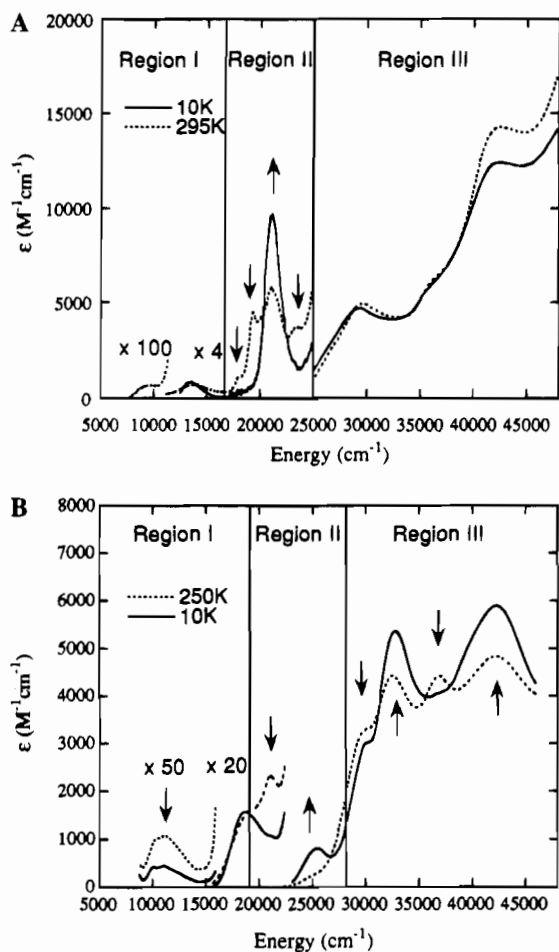 A
20000
15000
10000
5000
0
Region I
Region II
Region III
10K
295K
x 100
x 4
5000 10000 15000 20000 25000 30000 35000 40000 45000
Energy (cm⁻¹)
ε (M⁻¹cm⁻¹)
B
8000
7000
6000
5000
4000
3000
2000
1000
0
Region I
Region II
Region III
250K
10K
x 50
x 20
5000 10000 15000 20000 25000 30000 35000 40000 45000
Energy (cm⁻¹)
ε (M⁻¹cm⁻¹)